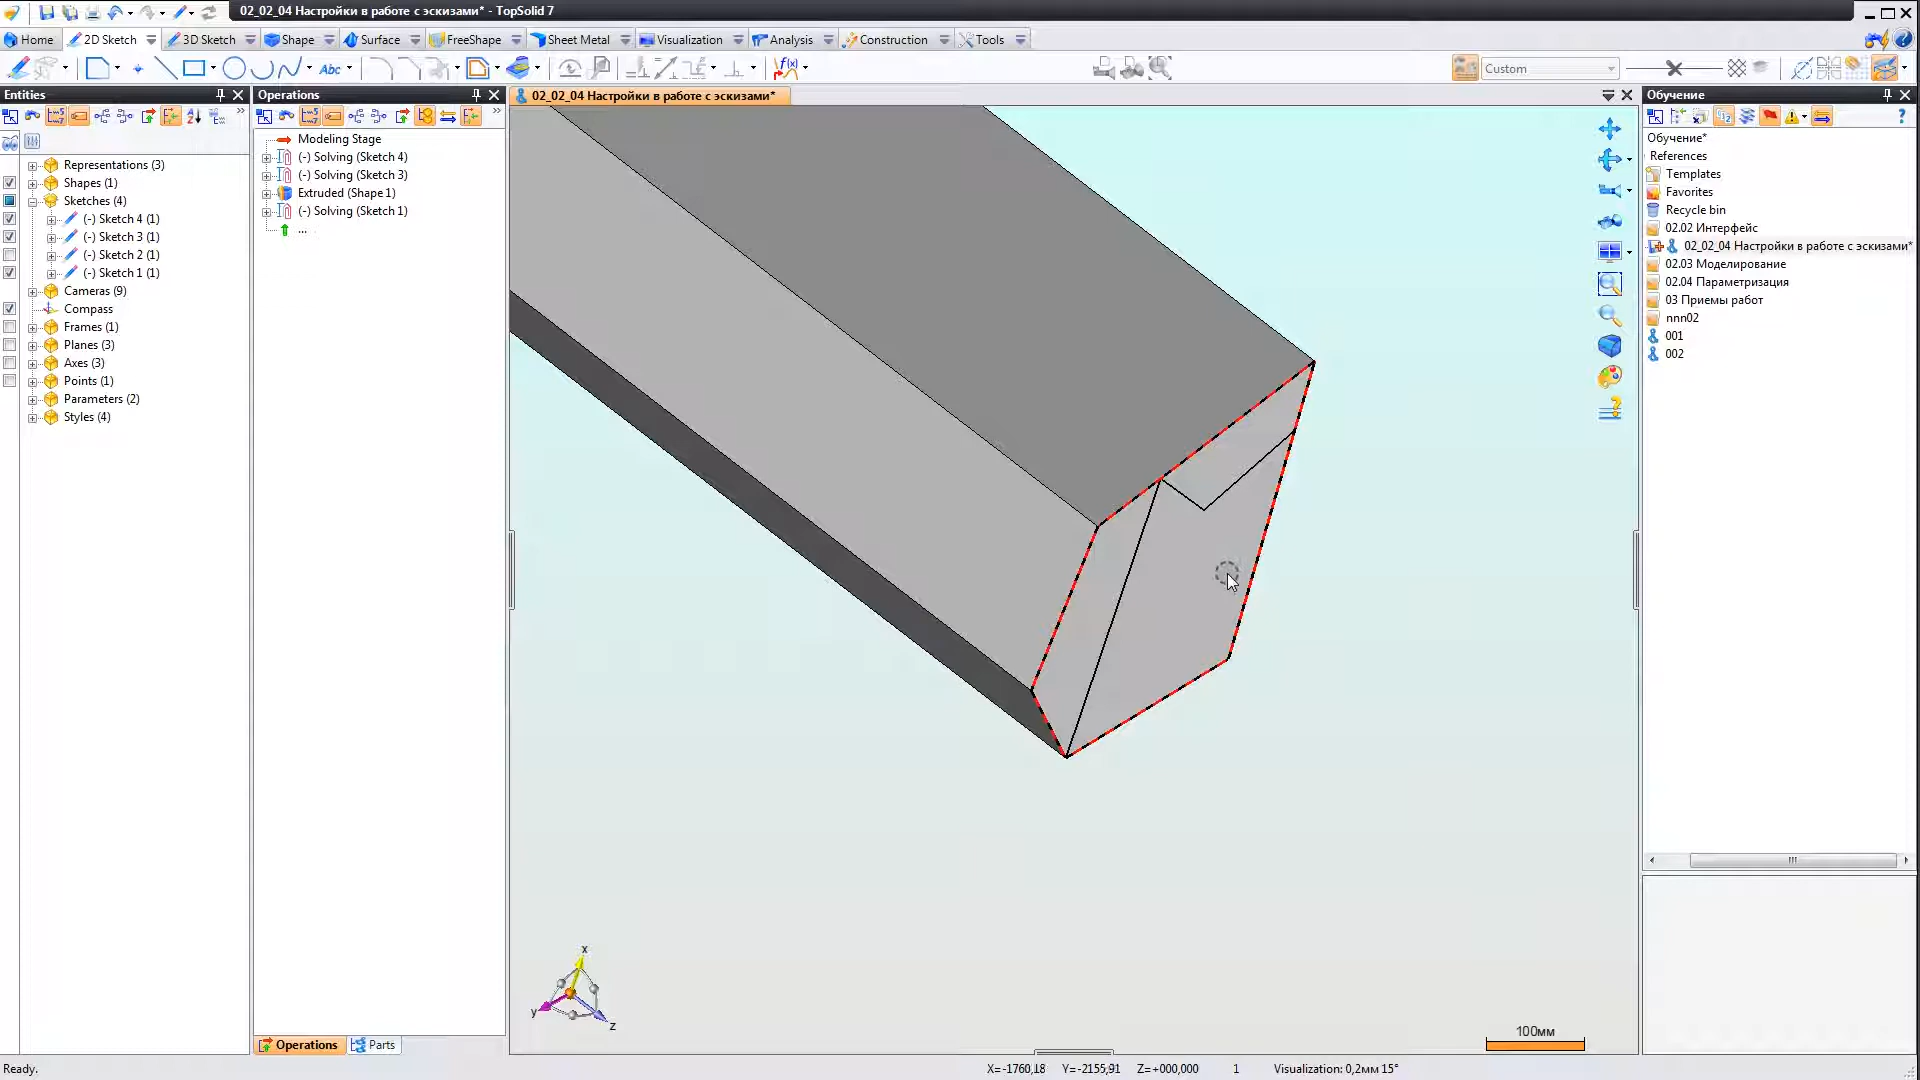 02_02_04 Настройки в работе с эскизами* - TopSolid 7
Home 2D Sketch 3D Sketch Shape Surface FreeShape Sheet Metal Visualization Analysis Construction Tools
Abc f(x) Custom
Entities
Representations (3)
Shapes (1)
Sketches (4)
(-) Sketch 4 (1)
(-) Sketch 3 (1)
(-) Sketch 2 (1)
(-) Sketch 1 (1)
Cameras (9)
Compass
Frames (1)
Planes (3)
Axes (3)
Points (1)
Parameters (2)
Styles (4)
Operations
Modeling Stage
(-) Solving (Sketch 4)
(-) Solving (Sketch 3)
Extruded (Shape 1)
(-) Solving (Sketch 1)
...
Operations Parts
02_02_04 Настройки в работе с эскизами*
x
y
z
100мм
Обучение
Обучение*
References
Templates
Favorites
Recycle bin
02.02 Интерфейс
02_02_04 Настройки в работе с эскизами*
02.03 Моделирование
02.04 Параметризация
03 Приемы работ
nnn02
001
002
Ready.
X=-1760,18 Y=-2155,91 Z=+000,000 1 Visualization: 0,2мм 15°